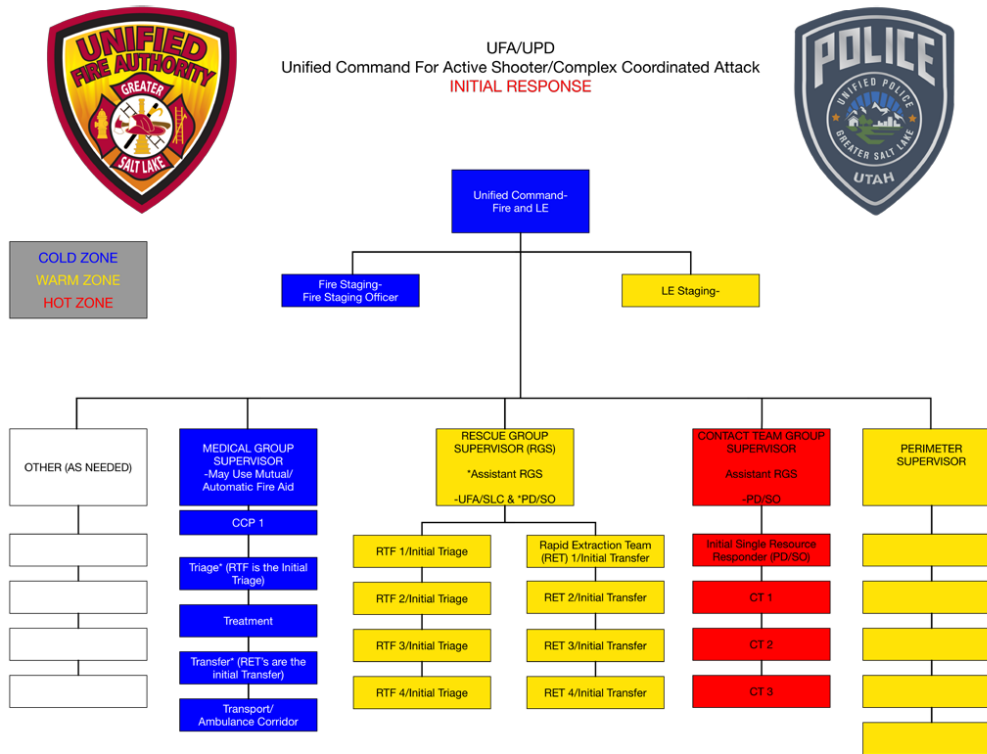 UNIFIED
FIRE AUTHORITY
GREATER
SALT LAKE
UFA/UPD
Unified Command For Active Shooter/Complex Coordinated Attack
INITIAL RESPONSE
POLICE
UNIFIED POLICE
GREATER SALT LAKE
UTAH
Unified Command-
Fire and LE
COLD ZONE
WARM ZONE
HOT ZONE
Fire Staging-
Fire Staging Officer
LE Staging-
OTHER (AS NEEDED)
MEDICAL GROUP
SUPERVISOR
-May Use Mutual/
Automatic Fire Aid
CCP 1
Triage* (RTF is the Initial
Triage)
Treatment
Transfer* (RET's are the
initial Transfer)
Transport/
Ambulance Corridor
RESCUE GROUP
SUPERVISOR (RGS)
*Assistant RGS
-UFA/SLC & *PD/SO
RTF 1/Initial Triage
RTF 2/Initial Triage
RTF 3/Initial Triage
RTF 4/Initial Triage
Rapid Extraction Team
(RET) 1/Initial Transfer
RET 2/Initial Transfer
RET 3/Initial Transfer
RET 4/Initial Transfer
CONTACT TEAM GROUP
SUPERVISOR
Assistant RGS
-PD/SO
Initial Single Resource
Responder (PD/SO)
CT 1
CT 2
CT 3
PERIMETER
SUPERVISOR